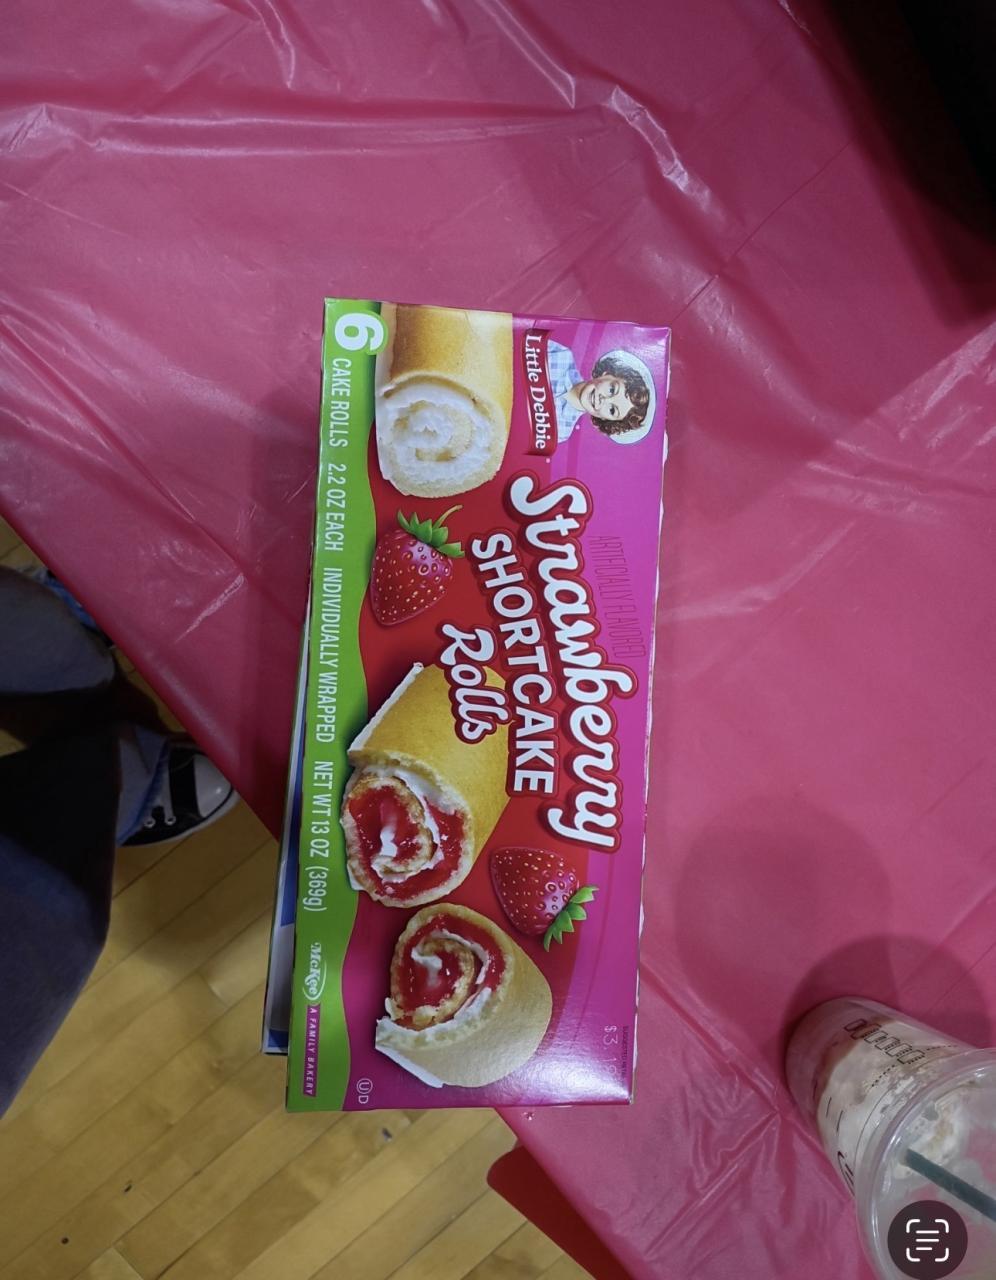 Little Debbie
ARTIFICIALLY FLAVORED
Strawberry
SHORTCAKE
Rolls
6 CAKE ROLLS 2.2 OZ EACH INDIVIDUALLY WRAPPED NET WT 13 OZ (369g)
McKee A FAMILY BAKERY
UD